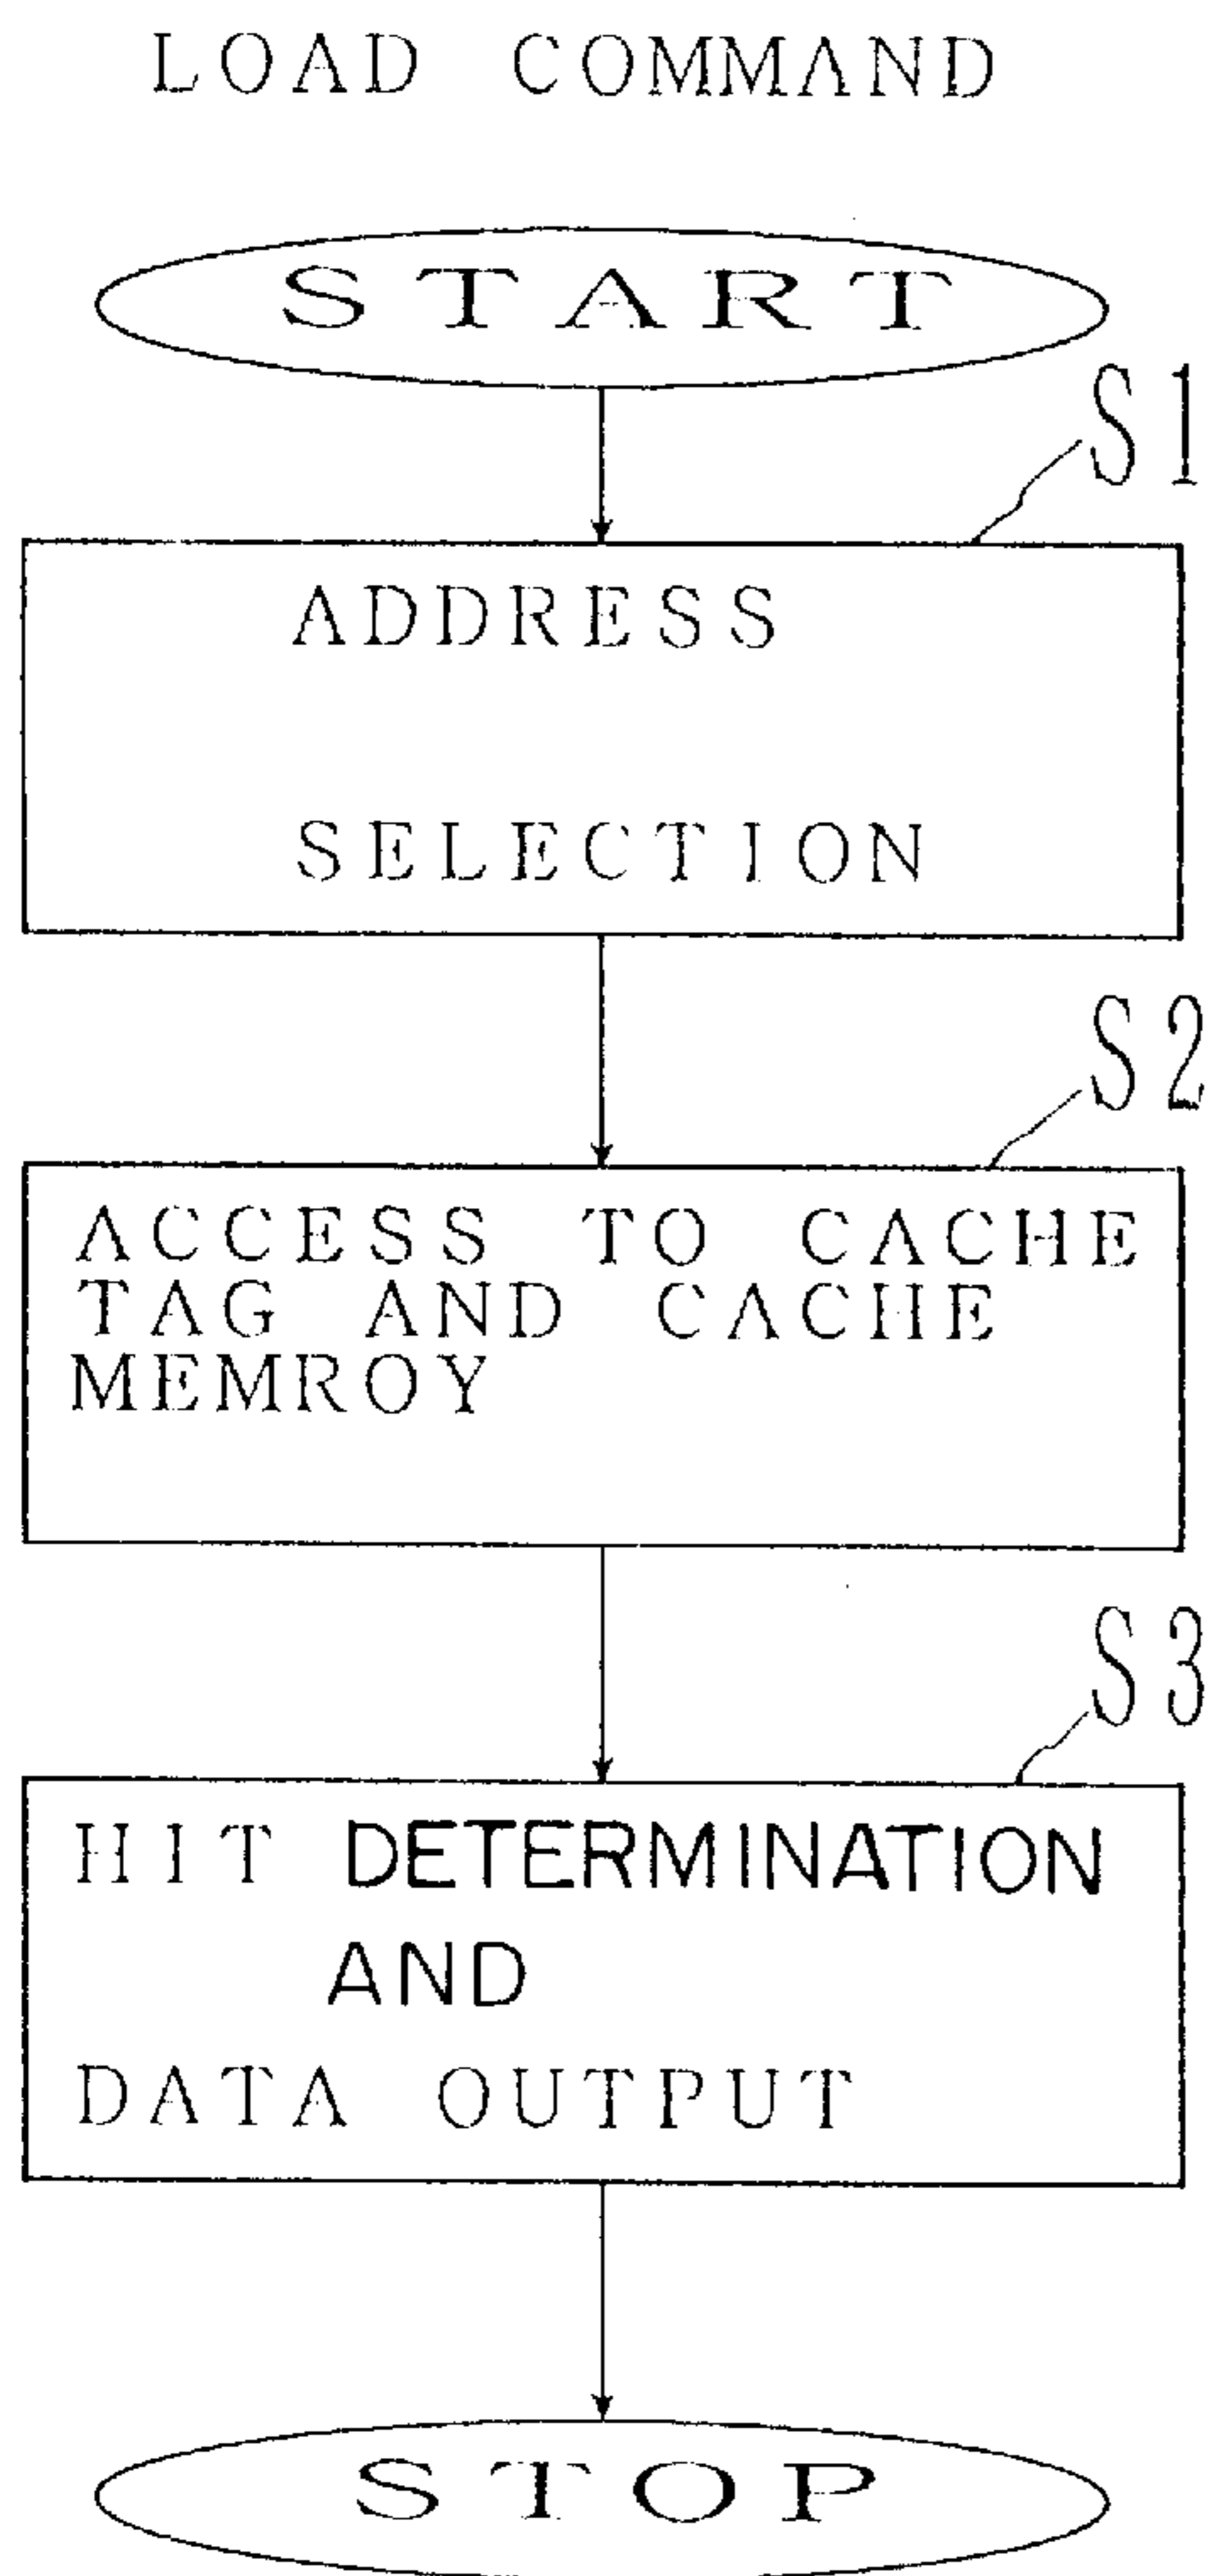 LOAD COMMAND
START
S1
ADDRESS
SELECTION
S2
ACCESS TO CACHE
TAG AND CACHE
MEMROY
S3
HIT DETERMINATION
AND
DATA OUTPUT
STOP